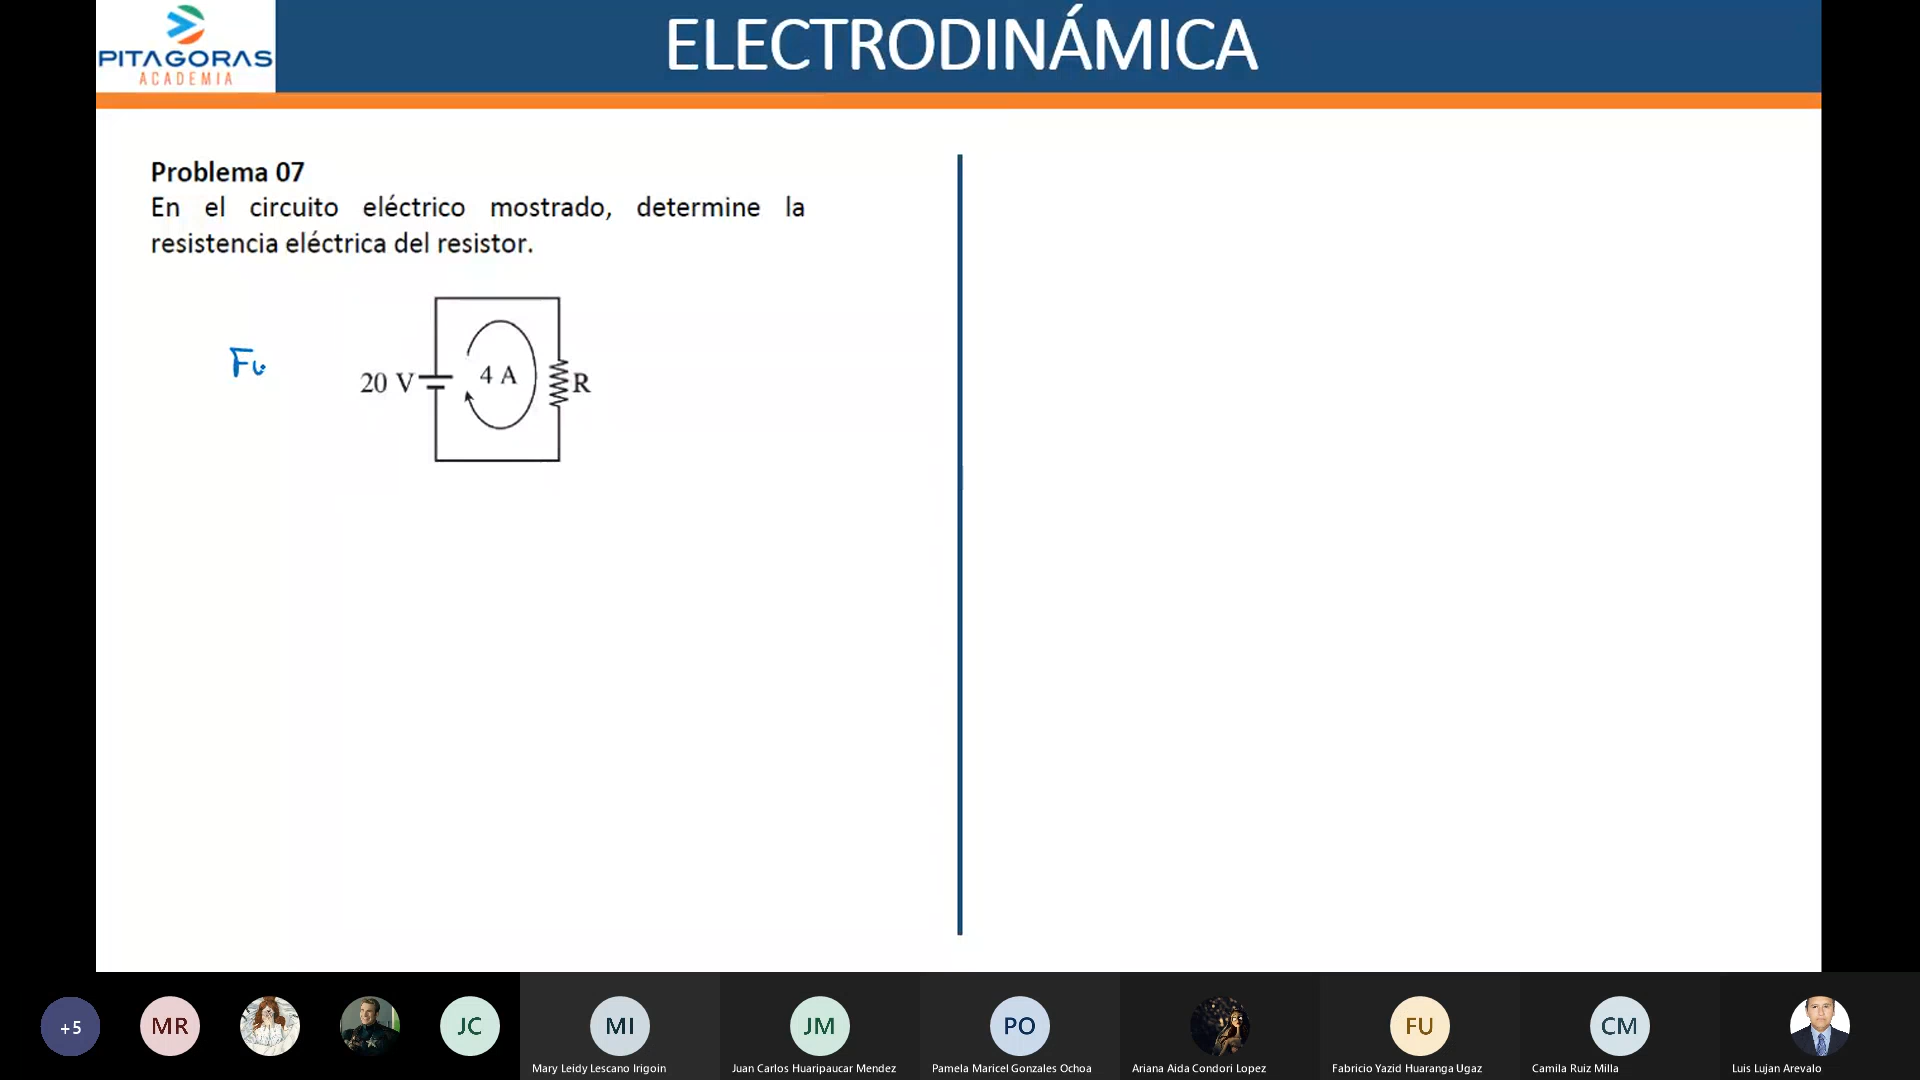 PITAGORAS
ACADEMIA
ELECTRODINÁMICA
Problema 07
En el circuito eléctrico mostrado, determine la
resistencia eléctrica del resistor.
Fu
20 V
4 A
R
+5
MR
JC
MI
JM
PO
FU
CM
Mary Leidy Lescano Irigoin
Juan Carlos Huaripaucar Mendez
Pamela Maricel Gonzales Ochoa
Ariana Aida Condori Lopez
Fabricio Yazid Huaranga Ugaz
Camila Ruiz Milla
Luis Lujan Arevalo